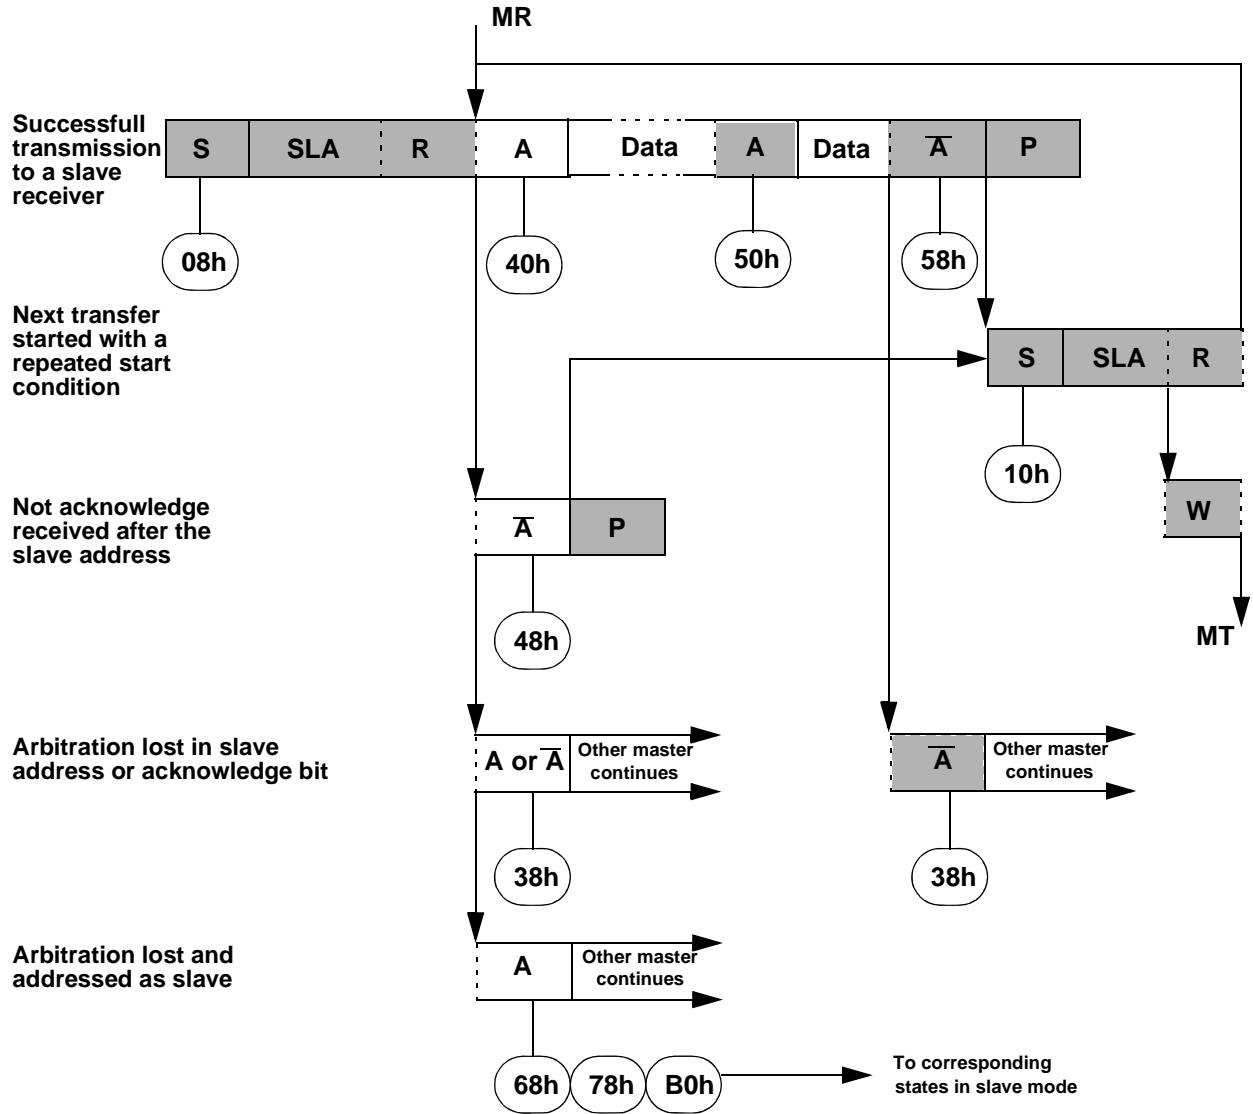 MR
Successfull
transmission
to a slave
receiver
S SLA R A Data A Data A̅ P
08h 40h 50h 58h
Next transfer
started with a
repeated start
condition
S SLA R
10h
Not acknowledge
received after the
slave address
A̅ P
W
48h
MT
Arbitration lost in slave
address or acknowledge bit
A or A̅
Other master
continues
A̅
Other master
continues
38h 38h
Arbitration lost and
addressed as slave
A
Other master
continues
68h 78h B0h
To corresponding
states in slave mode